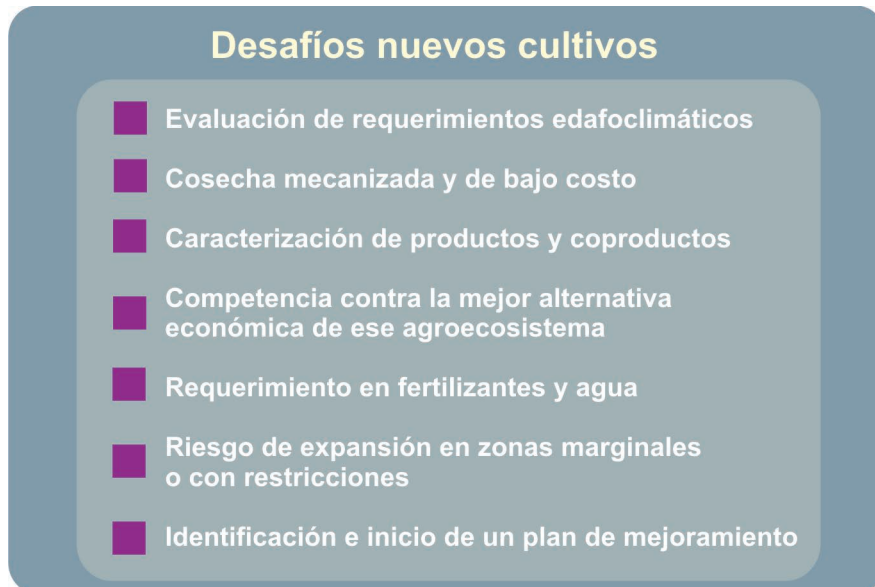 Desafíos nuevos cultivos
Evaluación de requerimientos edafoclimáticos
Cosecha mecanizada y de bajo costo
Caracterización de productos y coproductos
Competencia contra la mejor alternativa
económica de ese agroecosistema
Requerimiento en fertilizantes y agua
Riesgo de expansión en zonas marginales
o con restricciones
Identificación e inicio de un plan de mejoramiento